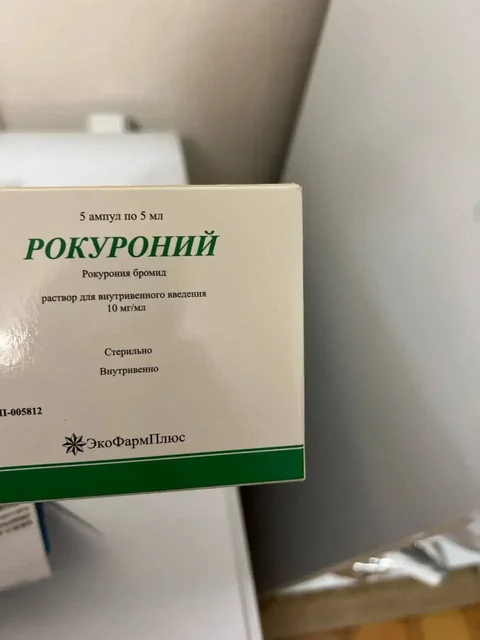 5 ампул по 5 мл
РОКУРОНИЙ
Рокурония бромид
раствор для внутривенного введения
10 мг/мл
Стерильно
Внутривенно
П-005812
ЭкоФармПлюс